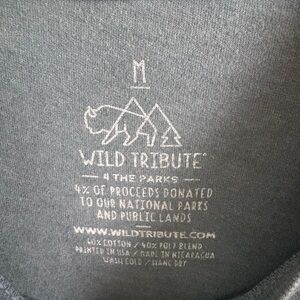 M
WILD TRIBUTE
4 THE PARKS
4% OF PROCEEDS DONATED
TO OUR NATIONAL PARKS
AND PUBLIC LANDS
WWW.WILDTRIBUTE.COM
60% COTTON / 40% POLY BLEND
PRINTED IN USA / MADE IN NICARAGUA
WASH COLD / HANG DRY